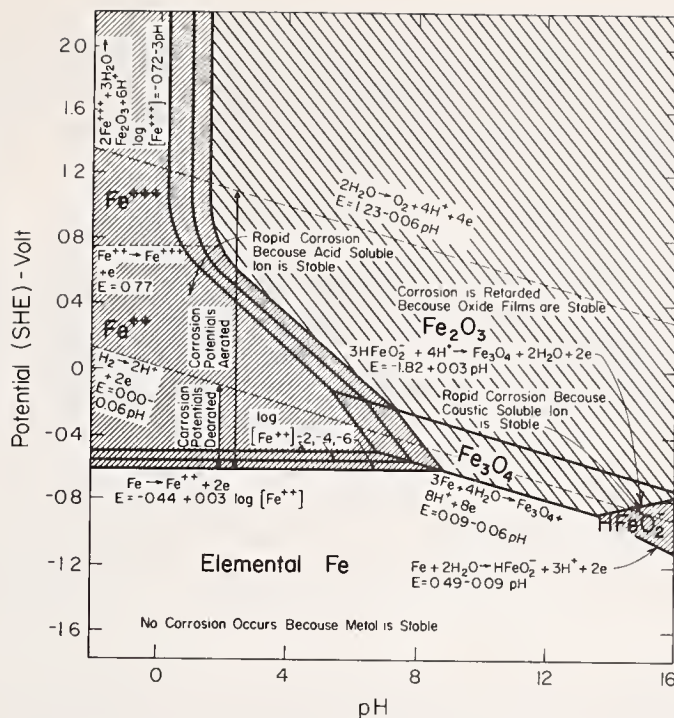 2.0
1.6
1.2
0.8
0.4
0
-0.4
-0.8
-1.2
-1.6
Potential (SHE) - Volt
2Fe+++ + 3H2O→
Fe2O3 + 6H+
log
[Fe+++] = -0.72-3pH
Fe+++
Fe++ → Fe+++
+e
E = 0.77
Fe++
H2→2H+
+ 2e
E=0.00-
0.06 pH
Rapid Corrosion
Because Acid Soluble
Ion is Stable
Corrosion
Potentials
Aerated
Corrosion
Potentials
Dearated
log
[Fe++]-2,-4,-6
2H2O→O2 + 4H+ + 4e
E=1.23-0.06 pH
Corrosion is Retarded
Because Oxide Films are Stable
Fe2O3
3HFeO2- + 4H+ → Fe3O4 + 2H2O + 2e
E=-1.82 +0.03 pH
Rapid Corrosion Because
Caustic Soluble Ion
is Stable
Fe3O4
3Fe+4H2O→Fe3O4+
8H+ + 8e
E=0.09-0.06 pH
HFeO2-
Fe → Fe++ + 2e
E = -0.44 + 0.03 log [Fe++]
Fe + 2H2O→HFeO2- + 3H+ + 2e
E=0.49-0.09 pH
Elemental Fe
No Corrosion Occurs Because Metal is Stable
0
4
8
12
16
pH